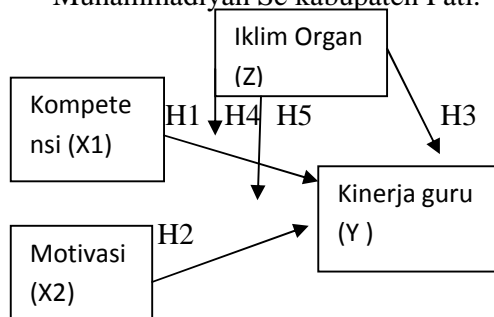 Muhammadiyah Se kabupaten Pati.
Iklim Organ
(Z)
Kompete
nsi (X1)
H1
H4
H5
H3
Kinerja guru
(Y )
H2
Motivasi
(X2)